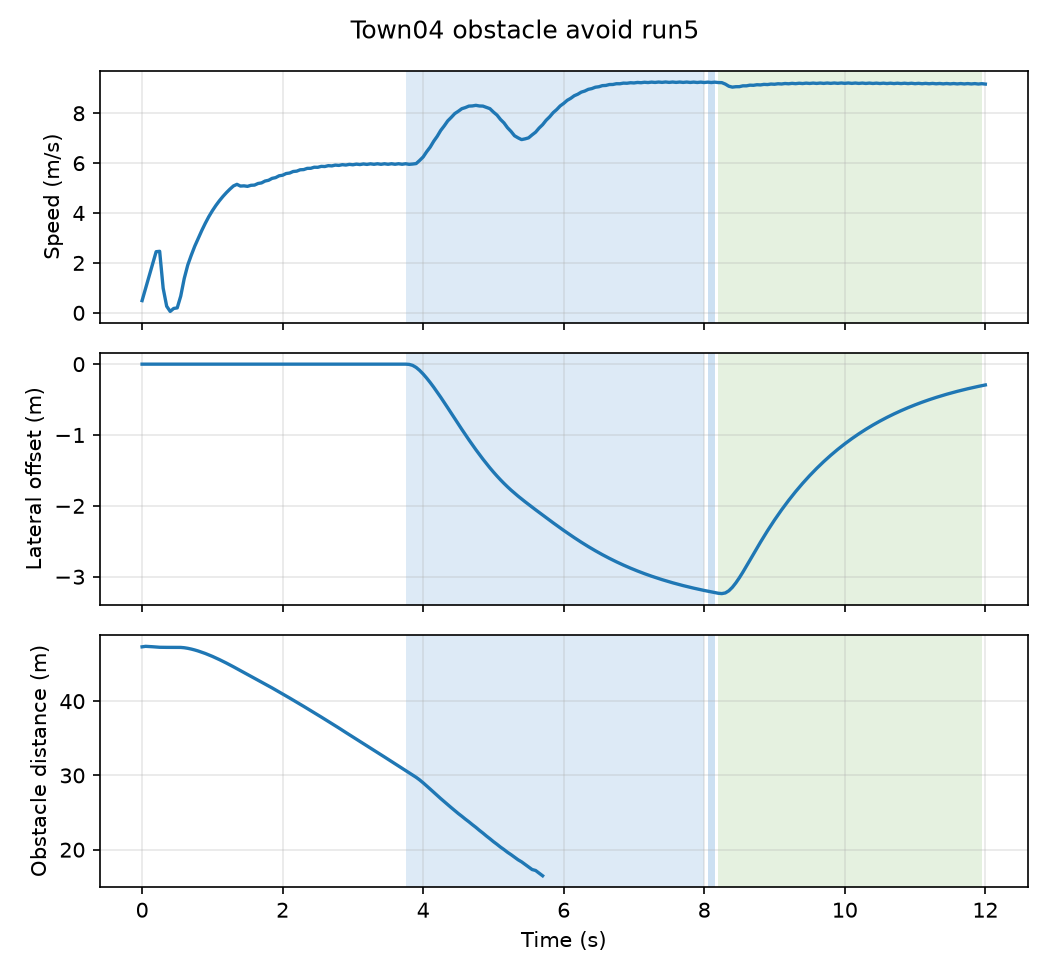 Town04 obstacle avoid run5
Speed (m/s)
8
6
4
2
0
Lateral offset (m)
0
−1
−2
−3
Obstacle distance (m)
40
30
20
0 2 4 6 8 10 12
Time (s)